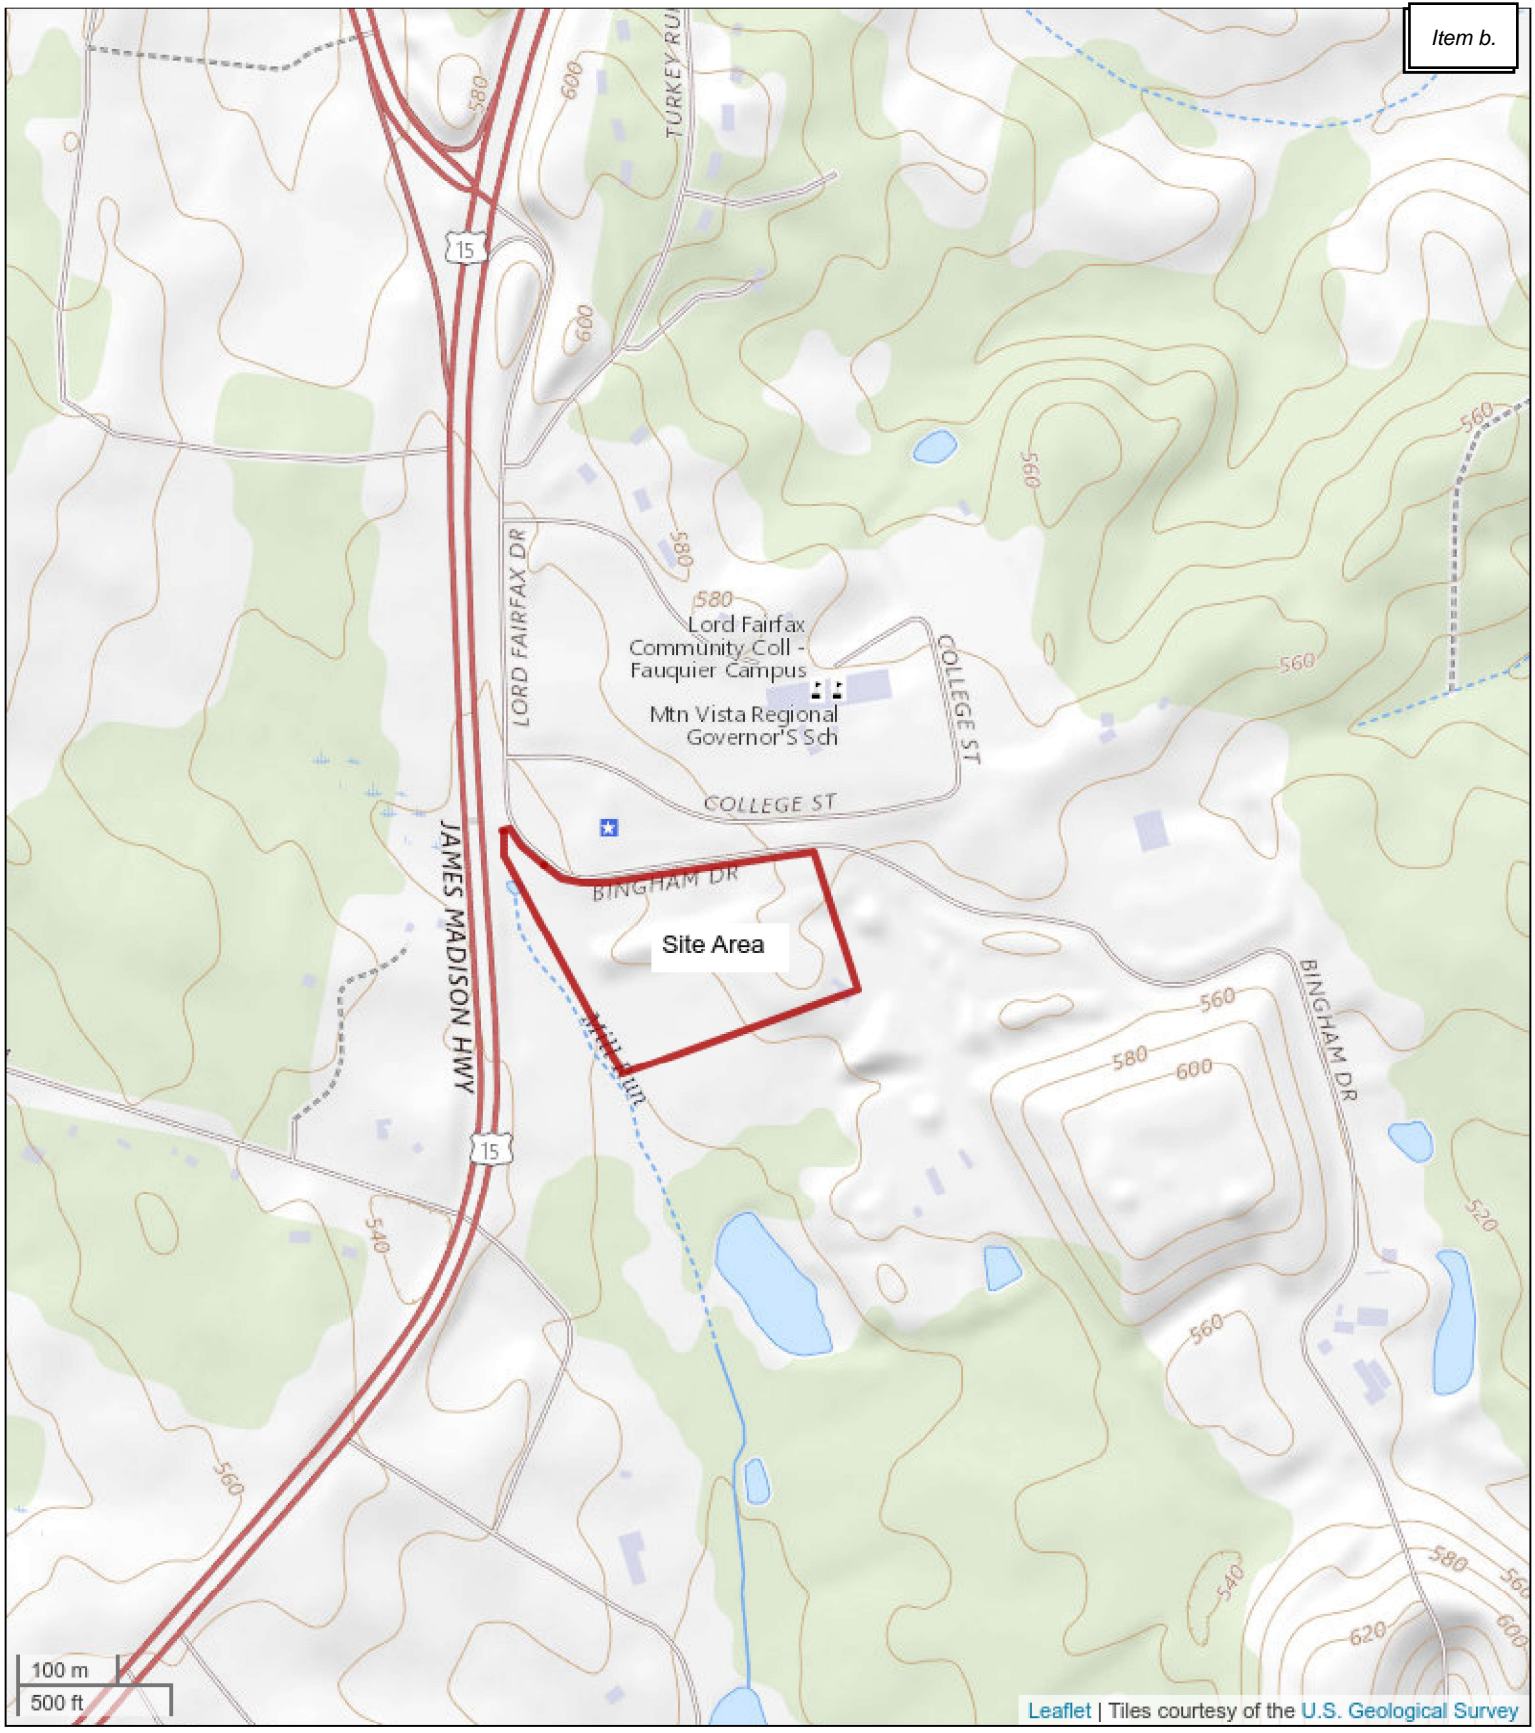 Item b.
580
600
TURKEY RU
15
600
560
560
LORD FAIRFAX DR
580
580
Lord Fairfax
Community Coll -
Fauquier Campus
COLLEGE ST
560
Mtn Vista Regional
Governor'S Sch
COLLEGE ST
JAMES MADISON HWY
BINGHAM DR
Site Area
BINGHAM DR
560
Mill Run
580
600
15
540
520
560
560
580
560
540
600
620
100 m
500 ft
Leaflet | Tiles courtesy of the U.S. Geological Survey